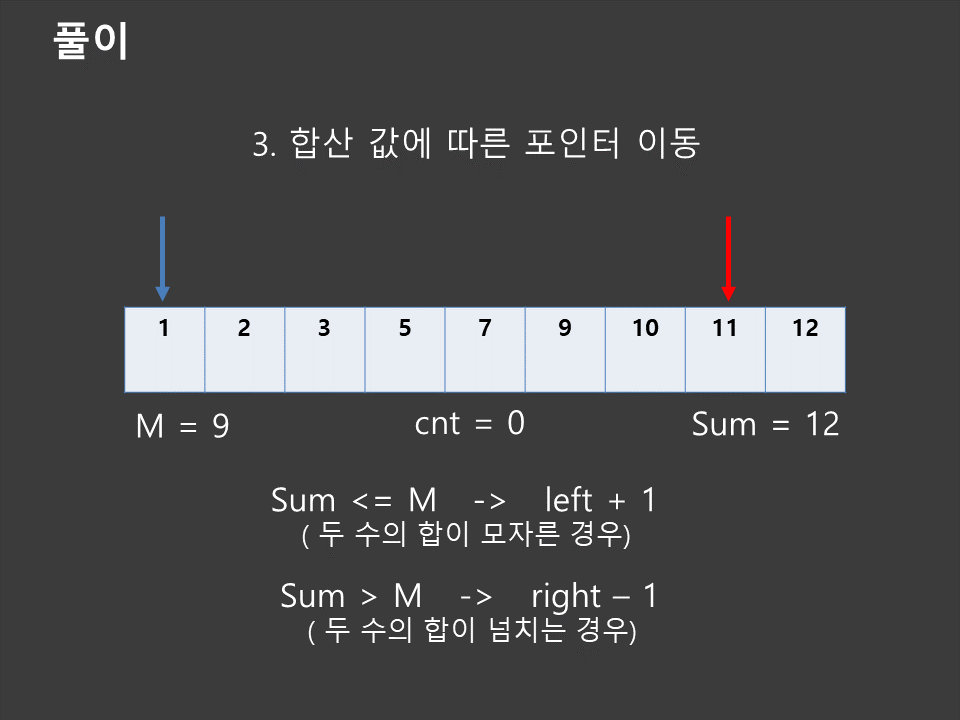 풀이
3. 합산 값에 따른 포인터 이동
1 2 3 5 7 9 10 11 12
M = 9 cnt = 0 Sum = 12
Sum <= M -> left + 1
( 두 수의 합이 모자른 경우)
Sum > M -> right – 1
( 두 수의 합이 넘치는 경우)